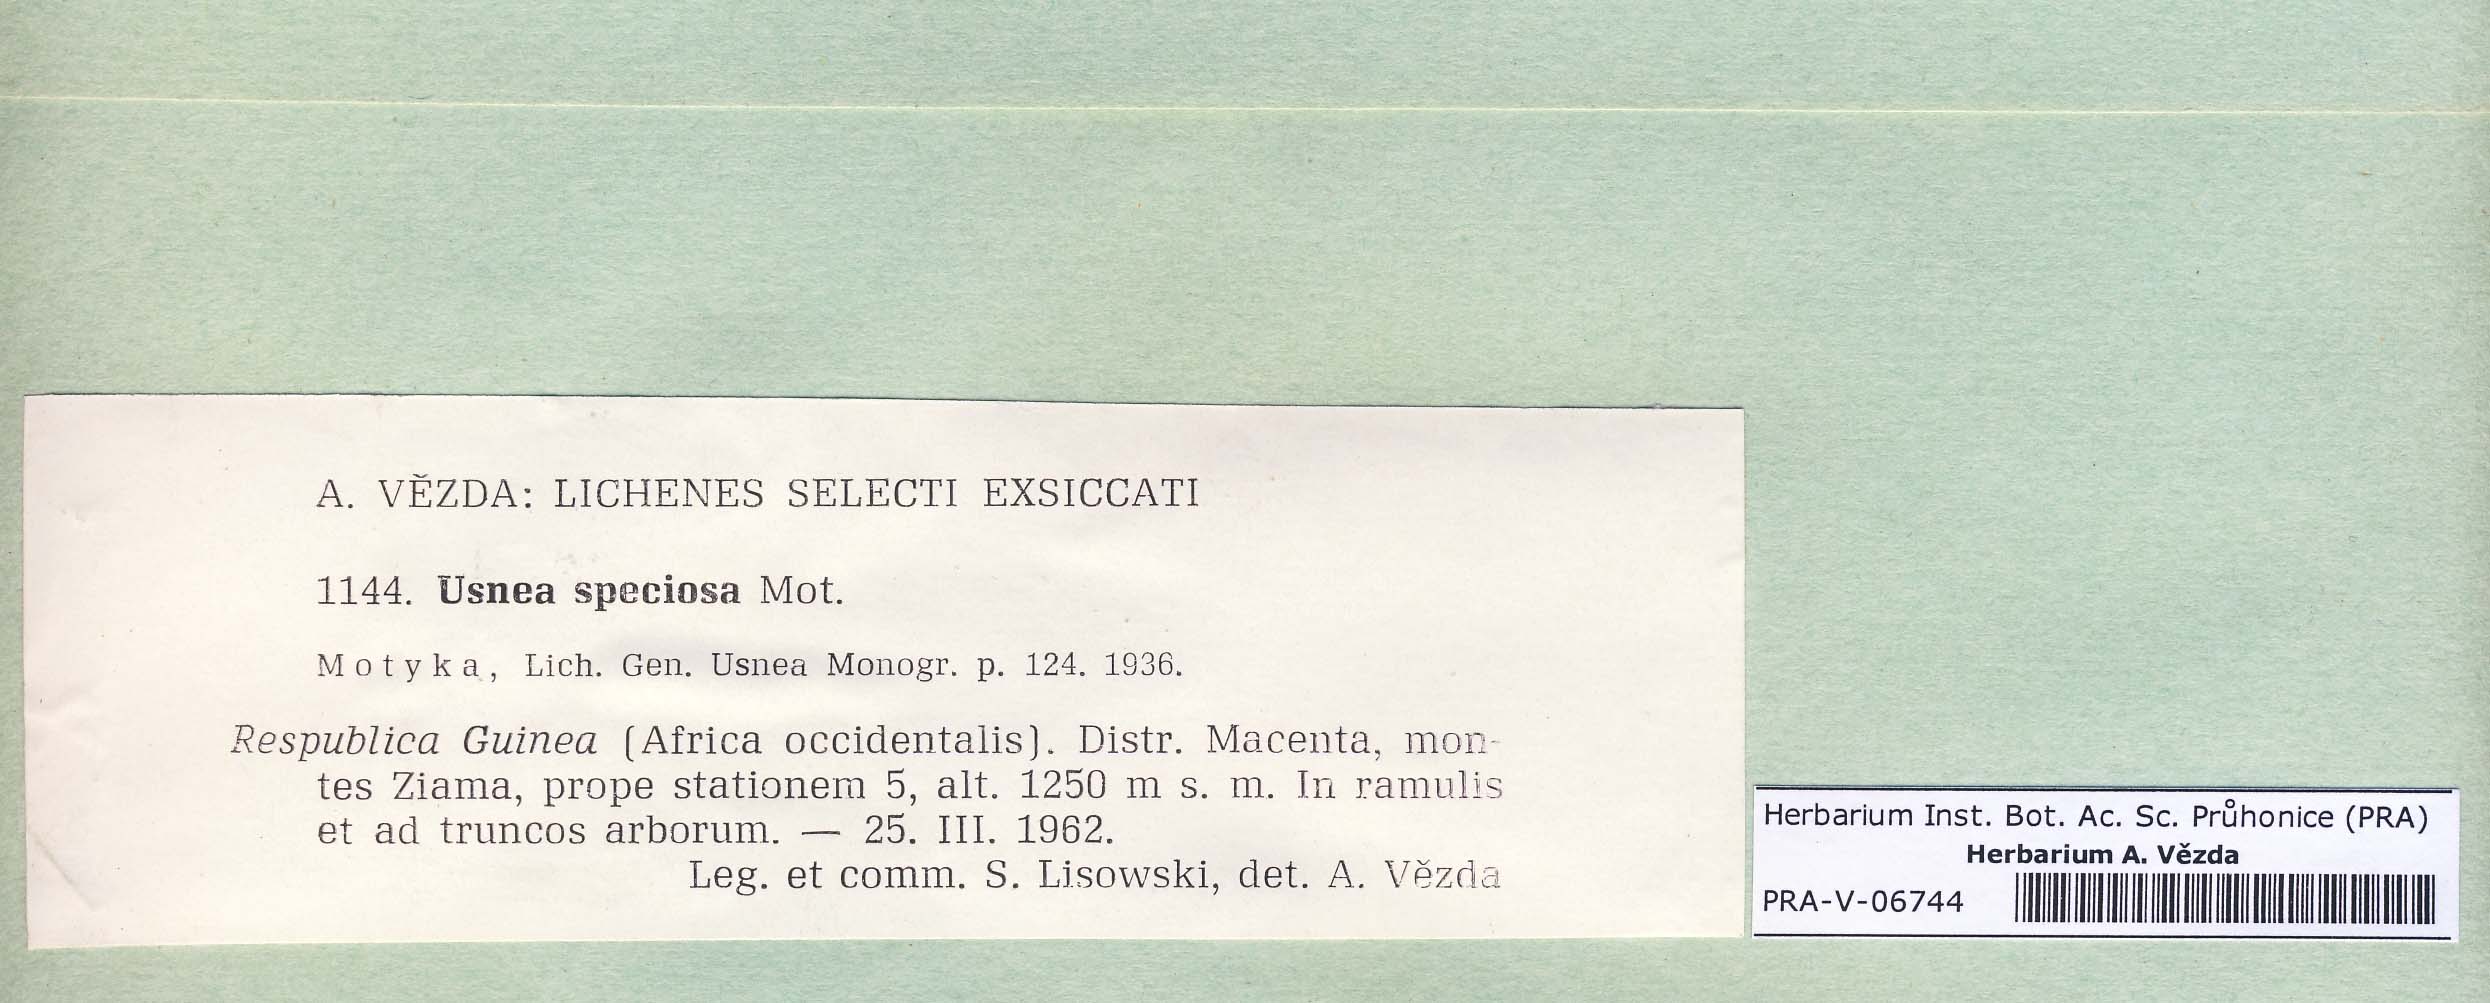 A. VĚZDA: LICHENES SELECTI EXSICCATI
1144. Usnea speciosa Mot.
Motyka, Lich. Gen. Usnea Monogr. p. 124. 1936.
Respublica Guinea (Africa occidentalis). Distr. Macenta, mon-
tes Ziama, prope stationem 5, alt. 1250 m s. m. In ramulis
et ad truncos arborum. — 25. III. 1962.
Leg. et comm. S. Lisowski, det. A. Vězda
Herbarium Inst. Bot. Ac. Sc. Průhonice (PRA)
Herbarium A. Vězda
PRA-V-06744